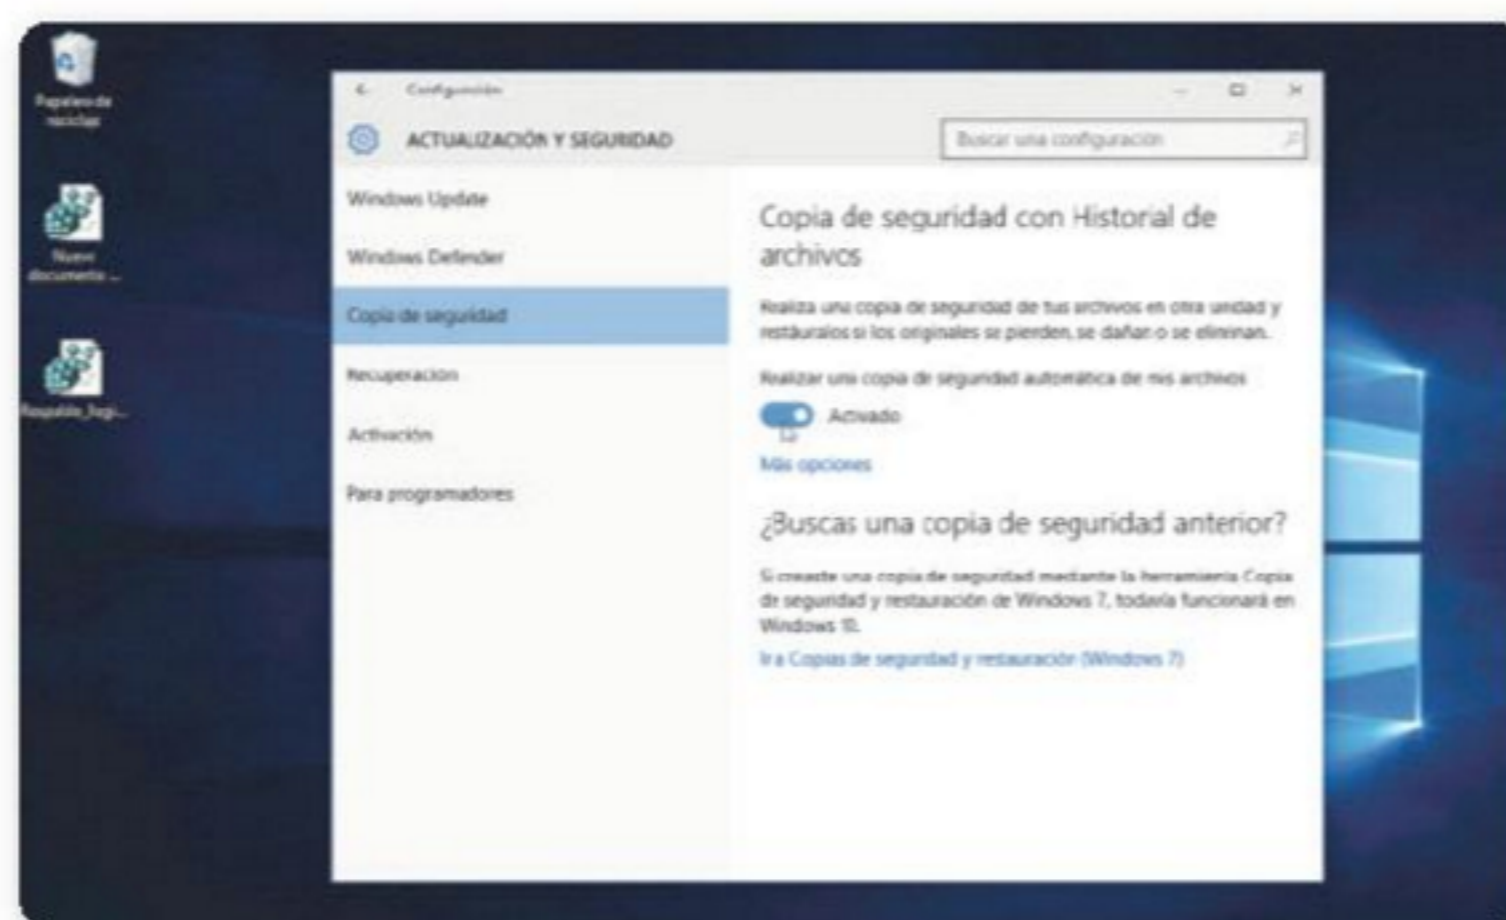 Papelera de
reciclaje
Nuevo
documento ...
Configuración
ACTUALIZACIÓN Y SEGURIDAD
Buscar una configuración
Windows Update
Windows Defender
Copia de seguridad
Recuperación
Activación
Para programadores
Copia de seguridad con Historial de
archivos
Realiza una copia de seguridad de tus archivos en otra unidad y
restáuralos si los originales se pierden, se dañan o se eliminan.
Realizar una copia de seguridad automática de mis archivos
Activado
Más opciones
¿Buscas una copia de seguridad anterior?
Si creaste una copia de seguridad mediante la herramienta Copia
de seguridad y restauración de Windows 7, todavía funcionará en
Windows 10.
Ir a Copias de seguridad y restauración (Windows 7)